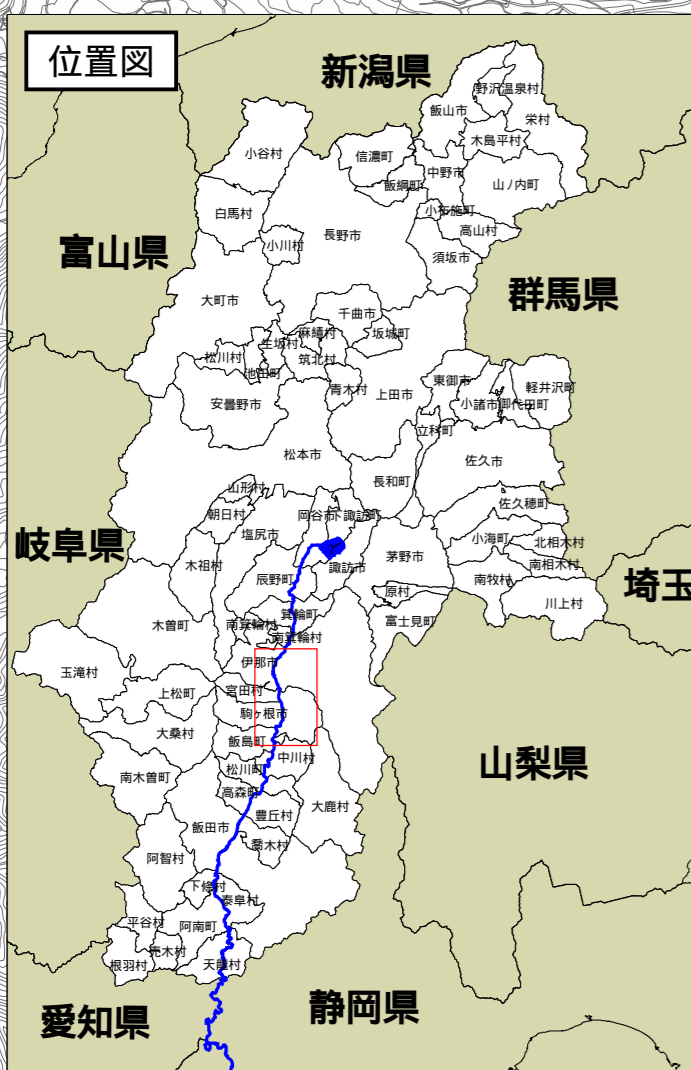 位置図
新潟県
野沢温泉村
飯山市
栄村
木島平村
小谷村
信濃町
中野市
飯綱町
山ノ内町
白馬村
小布施町
高山村
長野市
小川村
富山県
須坂市
群馬県
大町市
千曲市
麻績村
坂城町
生坂村
松川村
筑北村
池田町
東御市
軽井沢町
青木村
上田市
安曇野市
小諸市
御代田町
立科町
松本市
佐久市
長和町
山形村
佐久穂町
朝日村
岡谷市
下諏訪町
塩尻市
小海町
北相木村
岐阜県
茅野市
木祖村
諏訪市
南相木村
辰野町
南牧村
埼玉
原村
川上村
箕輪町
富士見町
木曽町
南箕輪村
南箕輪村
伊那市
玉滝村
宮田村
上松町
駒ヶ根市
大桑村
飯島町
中川村
山梨県
松川町
南木曽町
高森町
大鹿村
豊丘村
飯田市
喬木村
阿智村
下條村
泰阜村
平谷村
阿南町
売木村
根羽村
天龍村
静岡県
愛知県